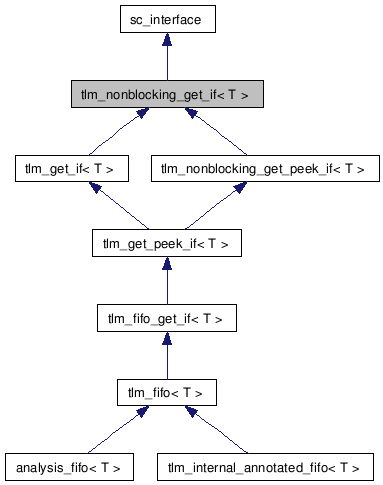 sc_interface
tlm_nonblocking_get_if< T >
tlm_get_if< T >
tlm_nonblocking_get_peek_if< T >
tlm_get_peek_if< T >
tlm_fifo_get_if< T >
tlm_fifo< T >
analysis_fifo< T >
tlm_internal_annotated_fifo< T >